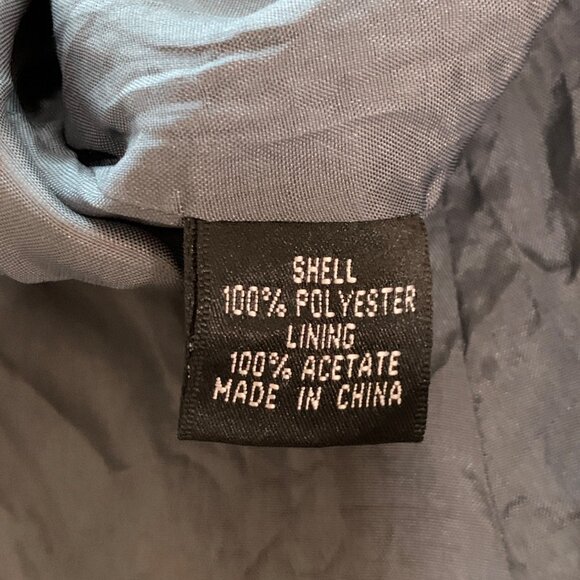 SHELL
100% POLYESTER
LINING
100% ACETATE
MADE IN CHINA